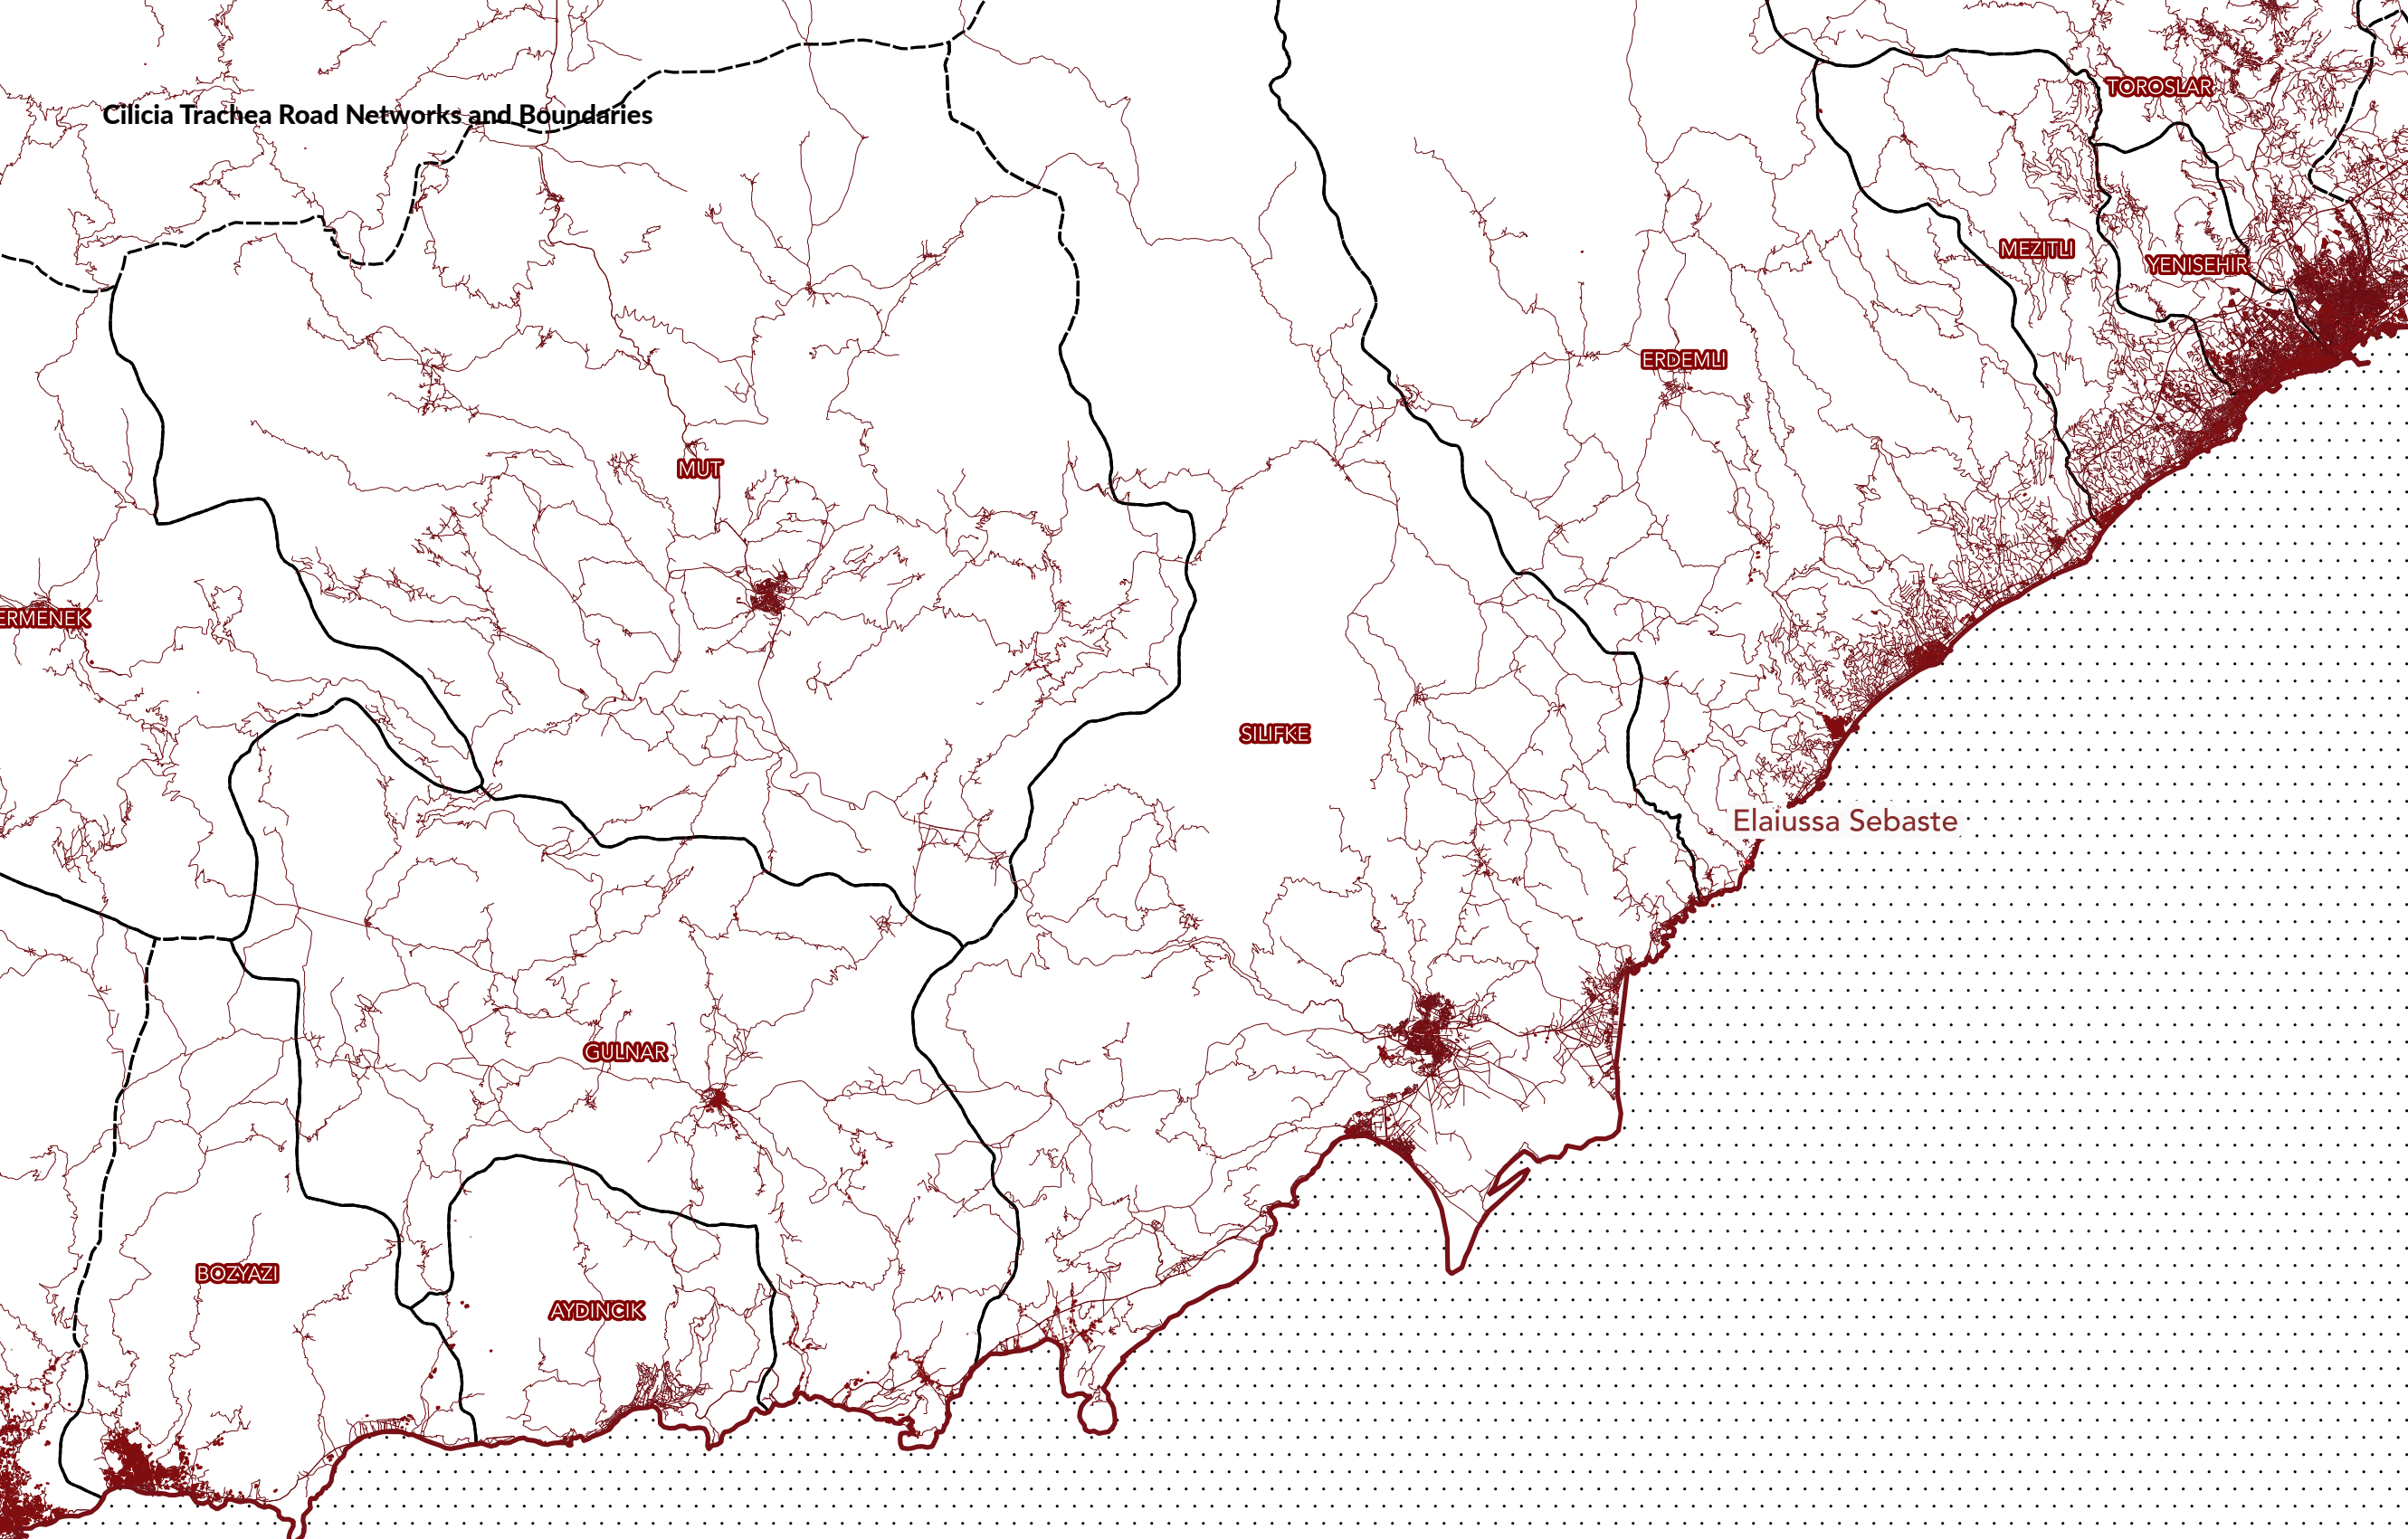 TOROSLAR
Cilicia Trachea Road Networks and Boundaries
MEZITLI
YENISEHIR
ERDEMLI
MUT
ERMENEK
SILIFKE
Elaiussa Sebaste
GULNAR
BOZYAZI
AYDINCIK